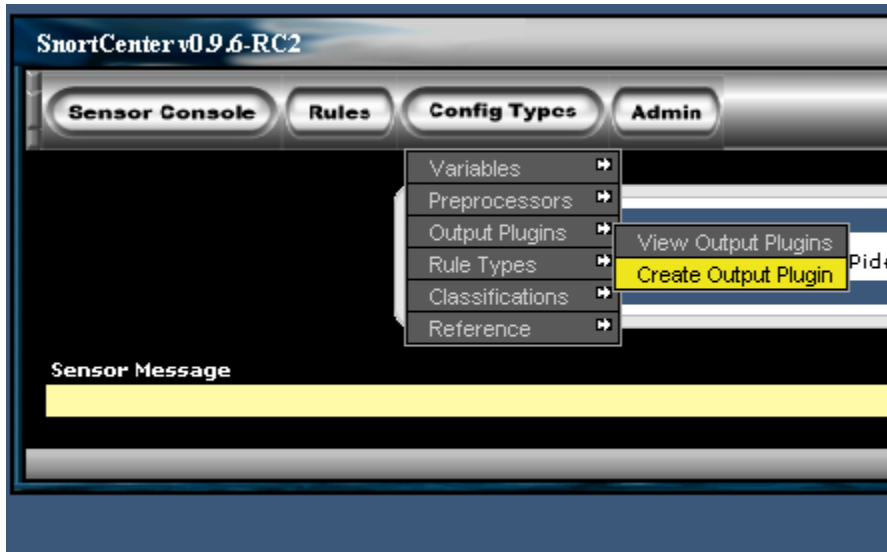 SnortCenter v0.9.6-RC2
Sensor Console
Rules
Config Types
Admin
Variables
Preprocessors
Output Plugins
Rule Types
Classifications
Reference
View Output Plugins
Create Output Plugin
Sensor Message